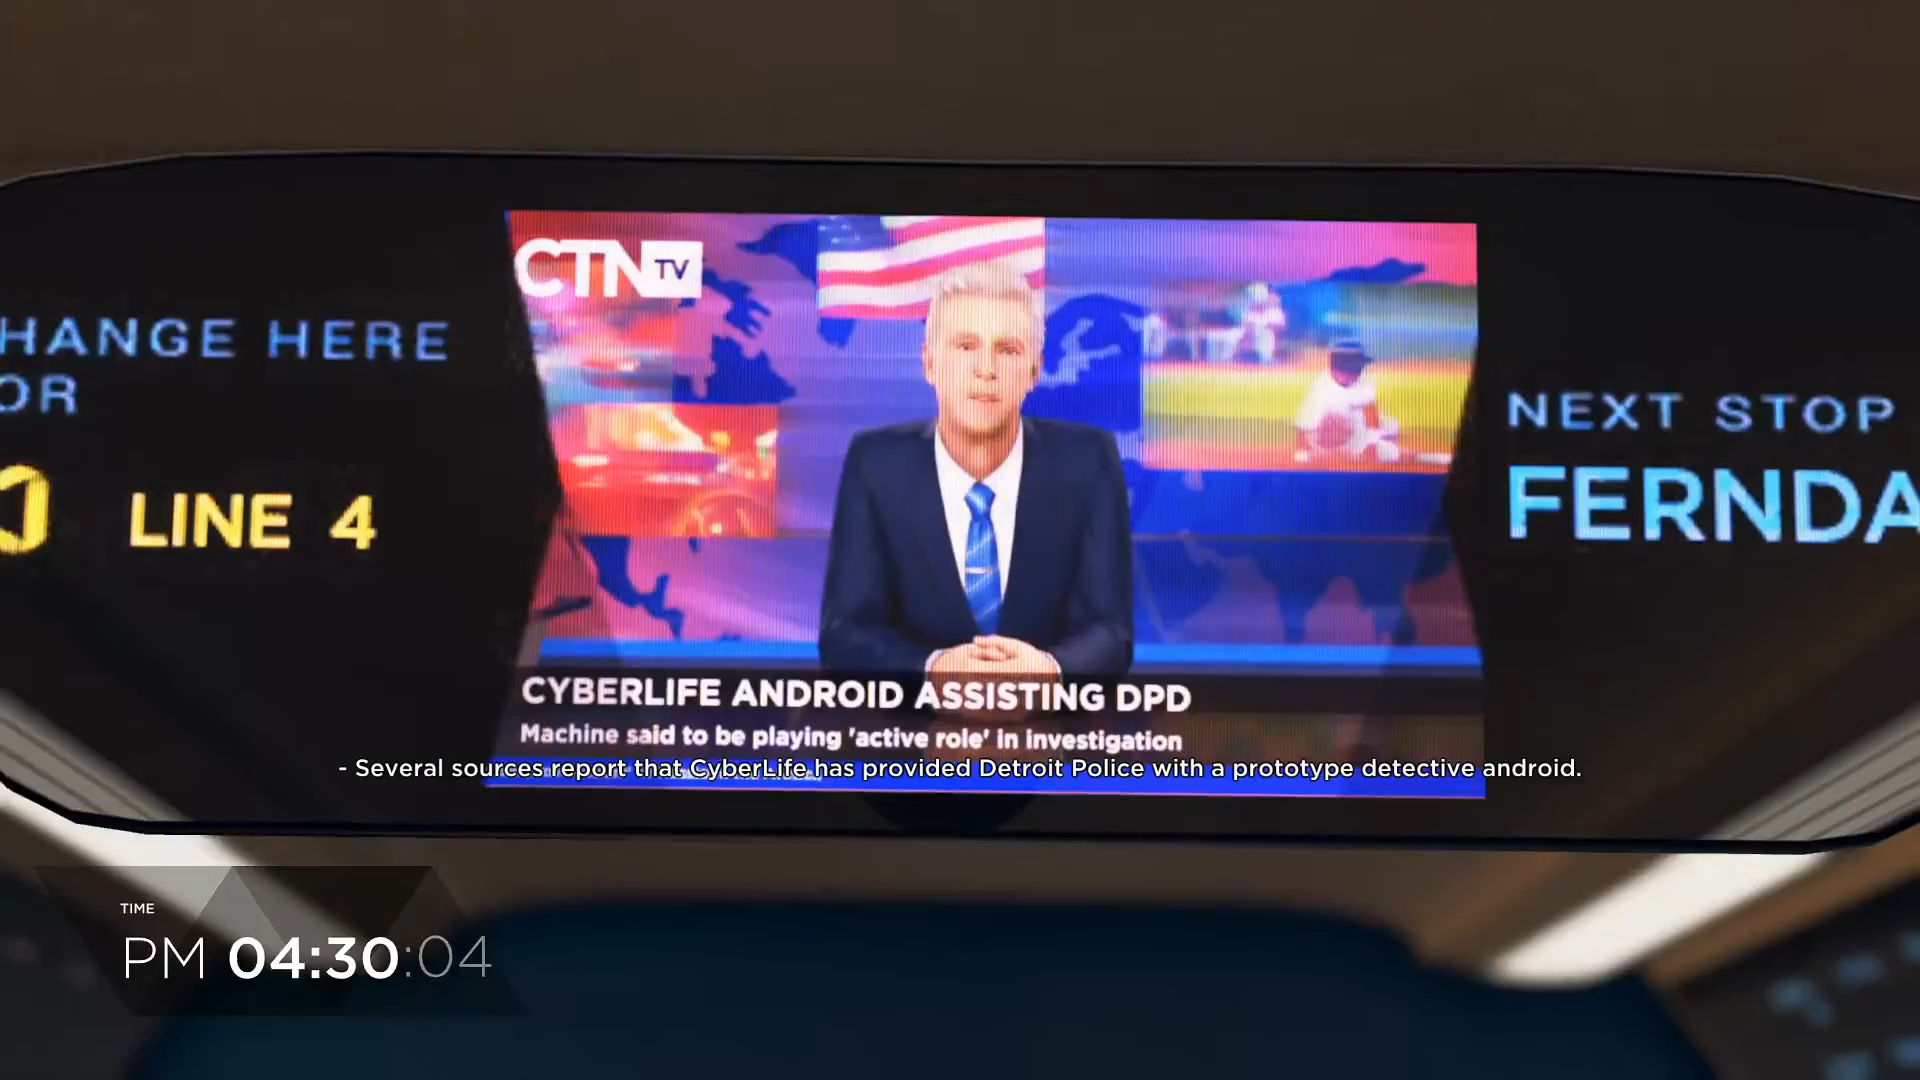 CTN TV
HANGE HERE
OR
LINE 4
NEXT STOP
FERNDA
CYBERLIFE ANDROID ASSISTING DPD
Machine said to be playing 'active role' in investigation
- Several sources report that CyberLife has provided Detroit Police with a prototype detective android.
TIME
PM 04:30:04